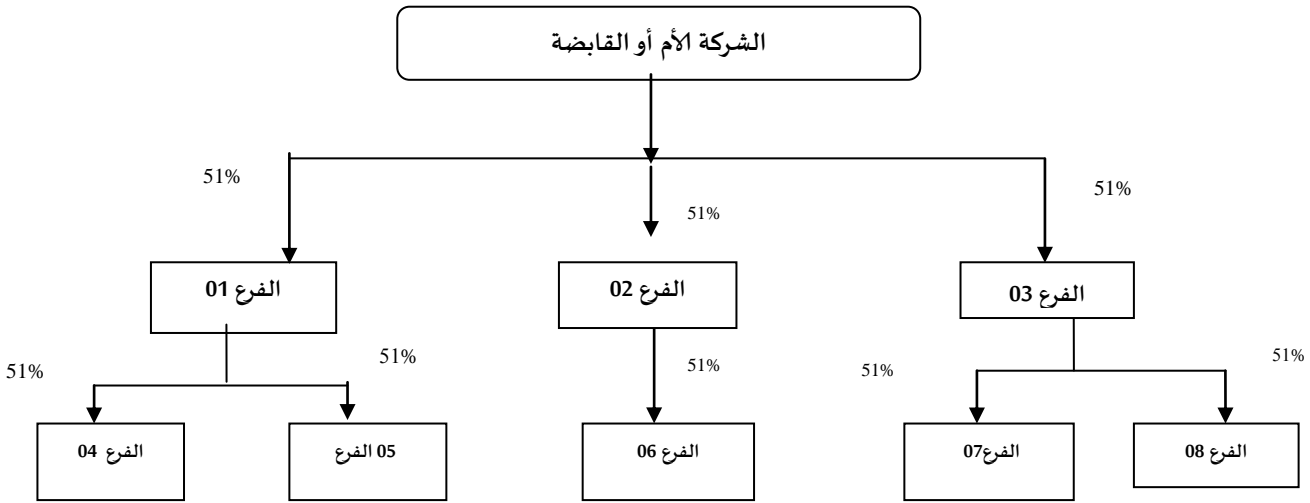 الشركة الأم أو القابضة
51%
51%
51%
الفرع 01
الفرع 02
الفرع 03
51%
51%
51%
51%
51%
الفرع 04
05 الفرع
الفرع 06
الفرع07
الفرع 08